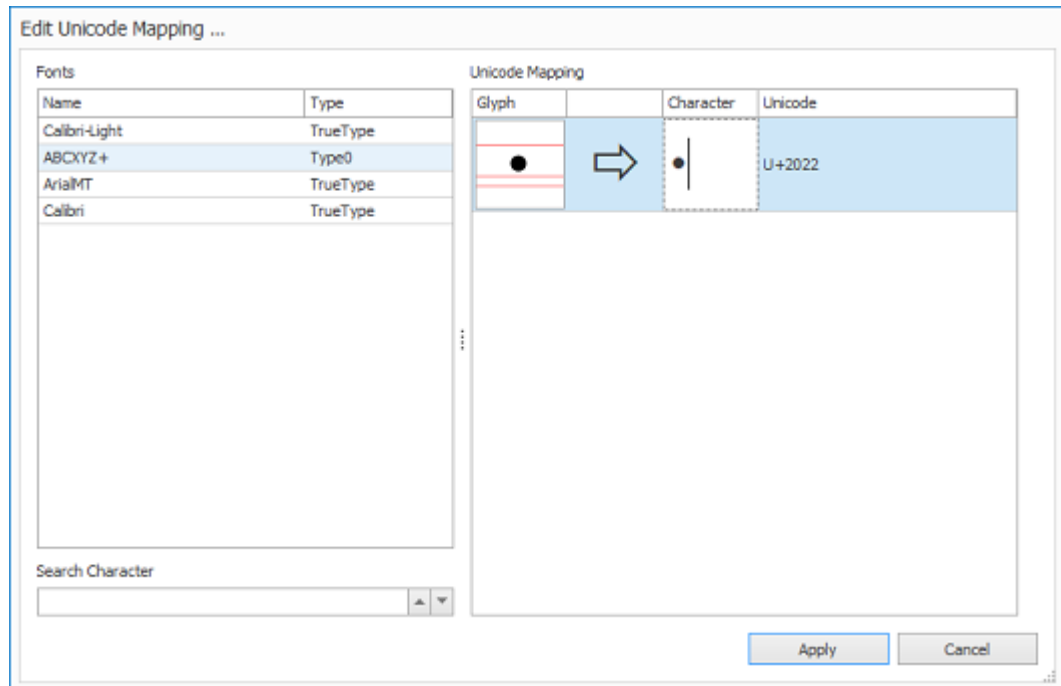 Edit Unicode Mapping ...
Fonts
Name Type
Calibri-Light TrueType
ABCXYZ+ Type0
ArialMT TrueType
Calibri TrueType
Search Character
Unicode Mapping
Glyph Character Unicode
• • U+2022
Apply Cancel